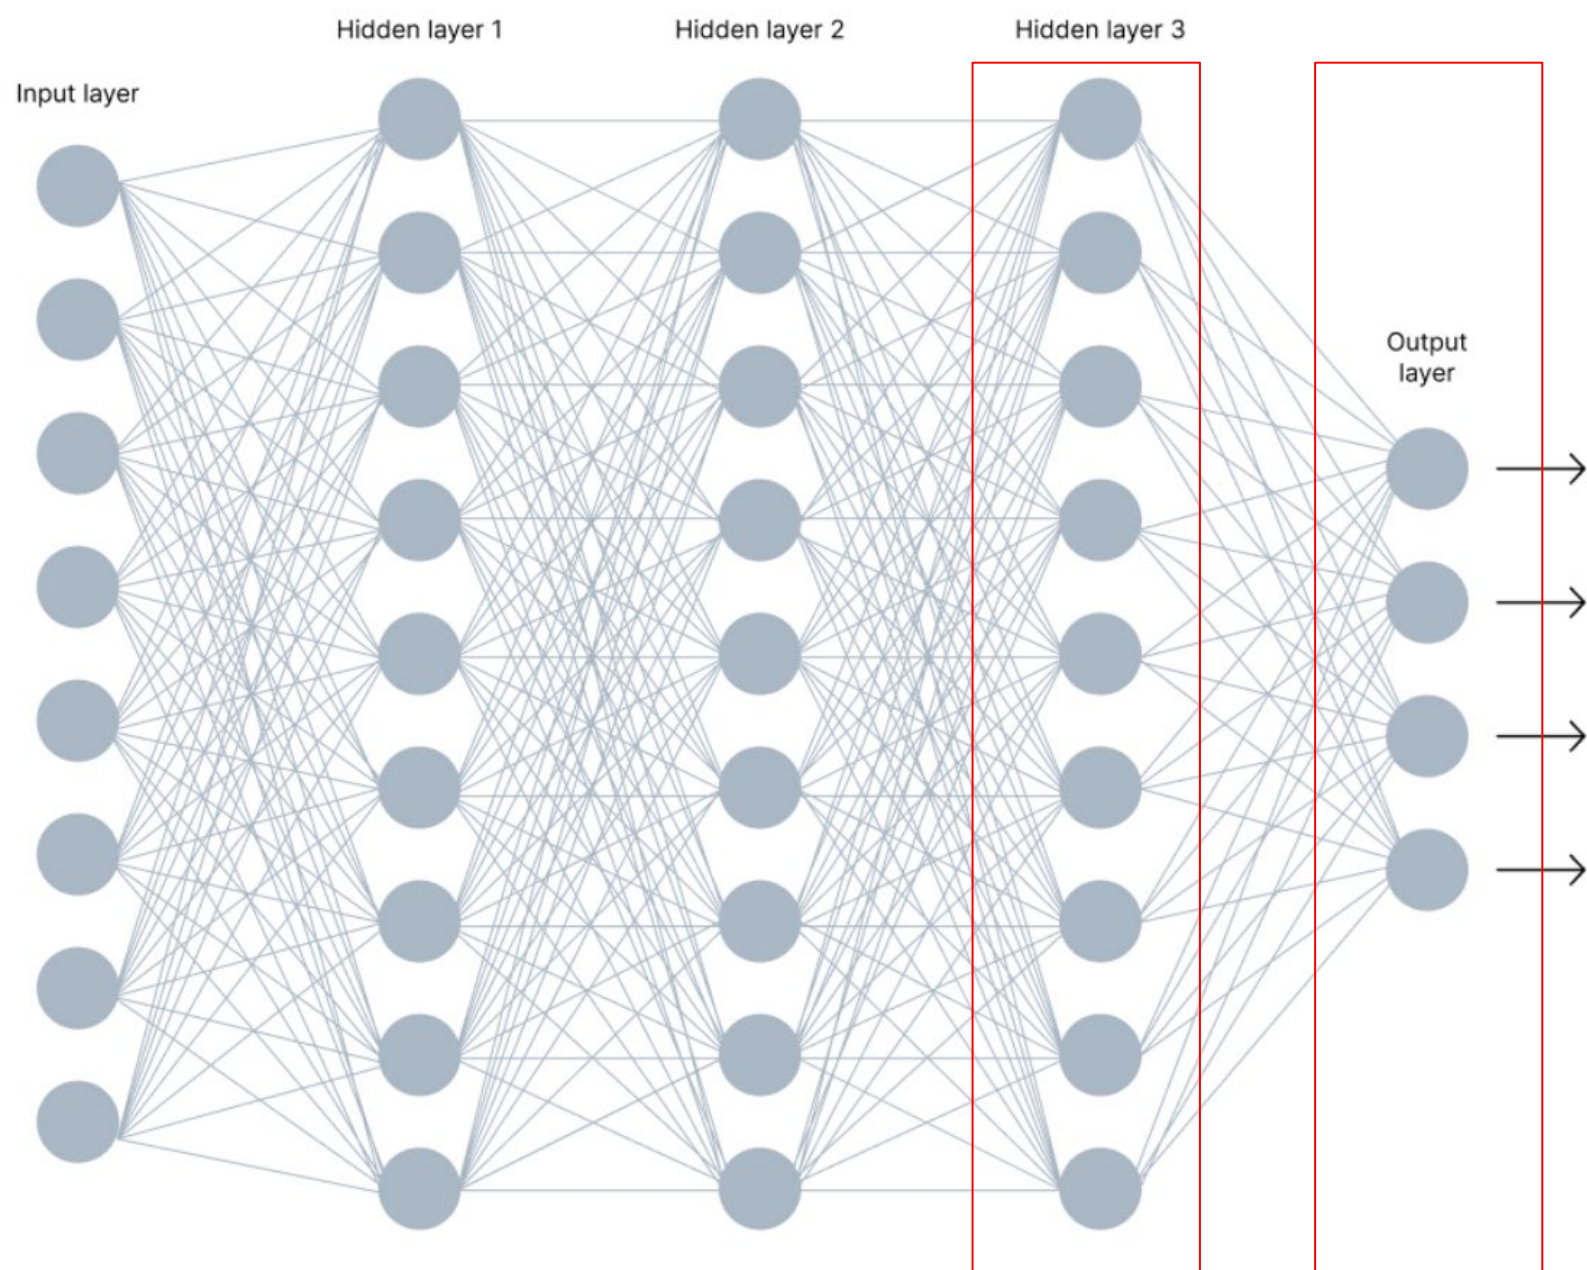 Hidden layer 1
Hidden layer 2
Hidden layer 3
Input layer
Output
layer